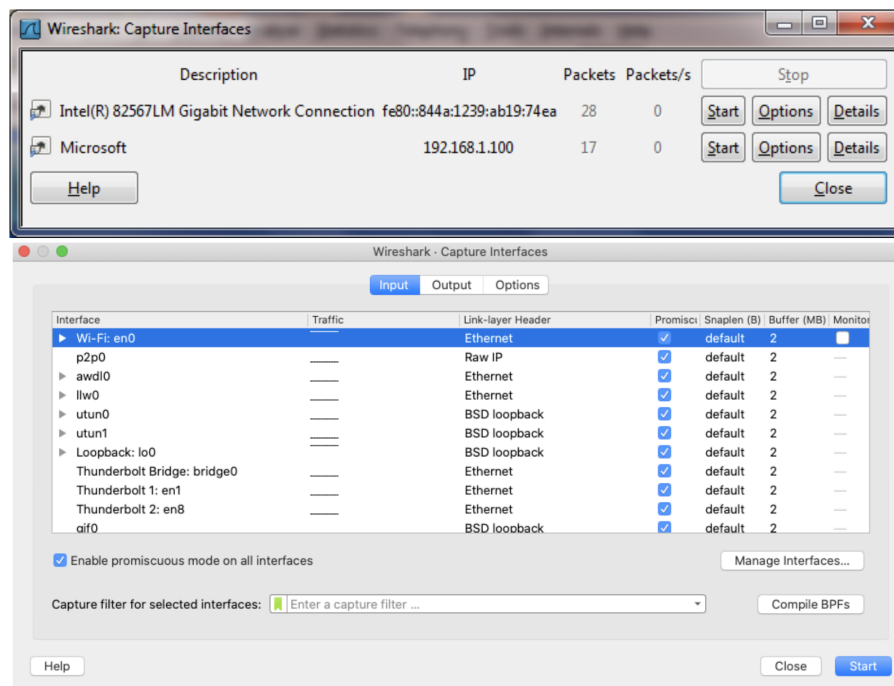 Wireshark: Capture Interfaces
Description IP Packets Packets/s Stop
Intel(R) 82567LM Gigabit Network Connection fe80::844a:1239:ab19:74ea 28 0 Start Options Details
Microsoft 192.168.1.100 17 0 Start Options Details
Help Close
Wireshark · Capture Interfaces
Input Output Options
Interface Traffic Link-layer Header Promisc Snaplen (B) Buffer (MB) Monitor
Wi-Fi: en0 Ethernet default 2
p2p0 Raw IP default 2 —
awdl0 Ethernet default 2 —
llw0 Ethernet default 2 —
utun0 BSD loopback default 2 —
utun1 BSD loopback default 2 —
Loopback: lo0 BSD loopback default 2 —
Thunderbolt Bridge: bridge0 Ethernet default 2 —
Thunderbolt 1: en1 Ethernet default 2 —
Thunderbolt 2: en8 Ethernet default 2 —
gif0 BSD loopback default 2 —
Enable promiscuous mode on all interfaces Manage Interfaces...
Capture filter for selected interfaces: Enter a capture filter ... Compile BPFs
Help Close Start